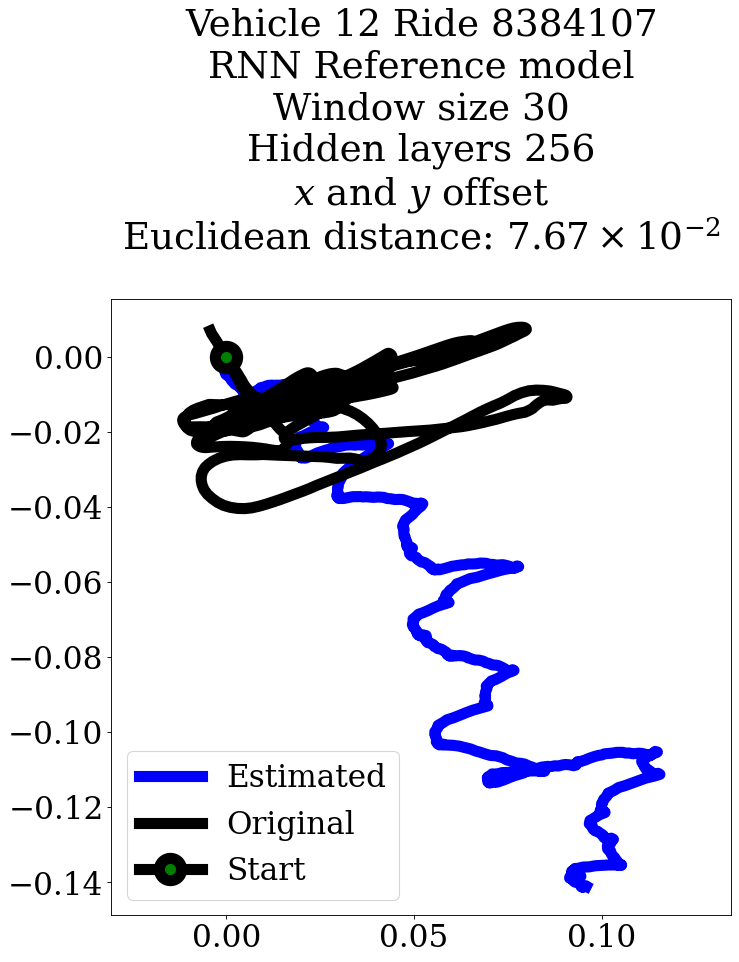 Vehicle 12 Ride 8384107
RNN Reference model
Window size 30
Hidden layers 256
x and y offset
Euclidean distance: 7.67 × 10⁻²
0.00
−0.02
−0.04
−0.06
−0.08
−0.10
−0.12
−0.14
Estimated
Original
Start
0.00 0.05 0.10